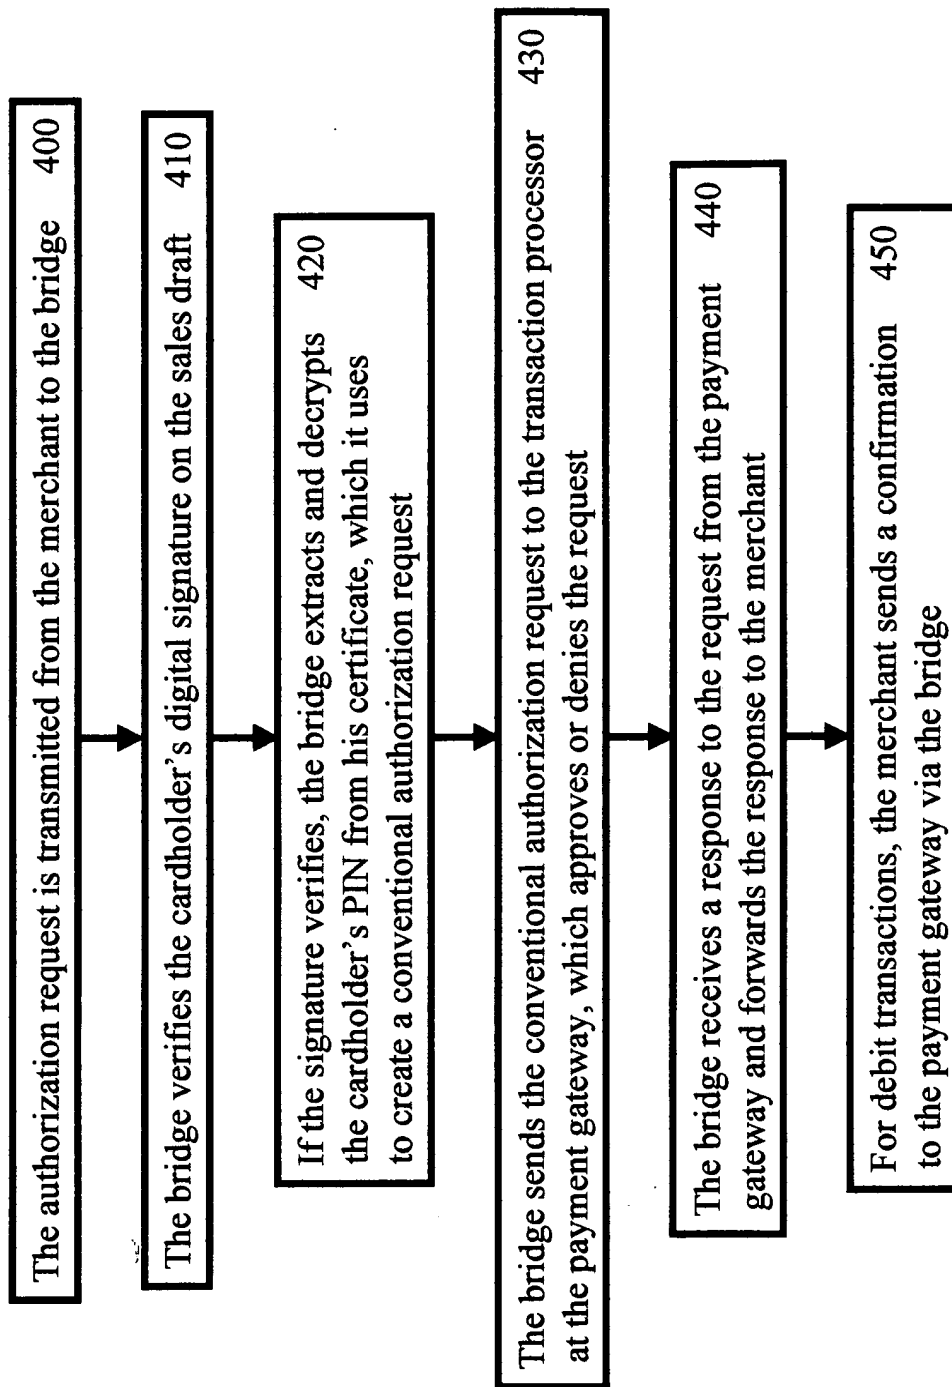 The authorization request is transmitted from the merchant to the bridge 400
The bridge verifies the cardholder's digital signature on the sales draft 410
If the signature verifies, the bridge extracts and decrypts 420
the cardholder's PIN from his certificate, which it uses
to create a conventional authorization request
The bridge sends the conventional authorization request to the transaction processor 430
at the payment gateway, which approves or denies the request
The bridge receives a response to the request from the payment 440
gateway and forwards the response to the merchant
For debit transactions, the merchant sends a confirmation 450
to the payment gateway via the bridge